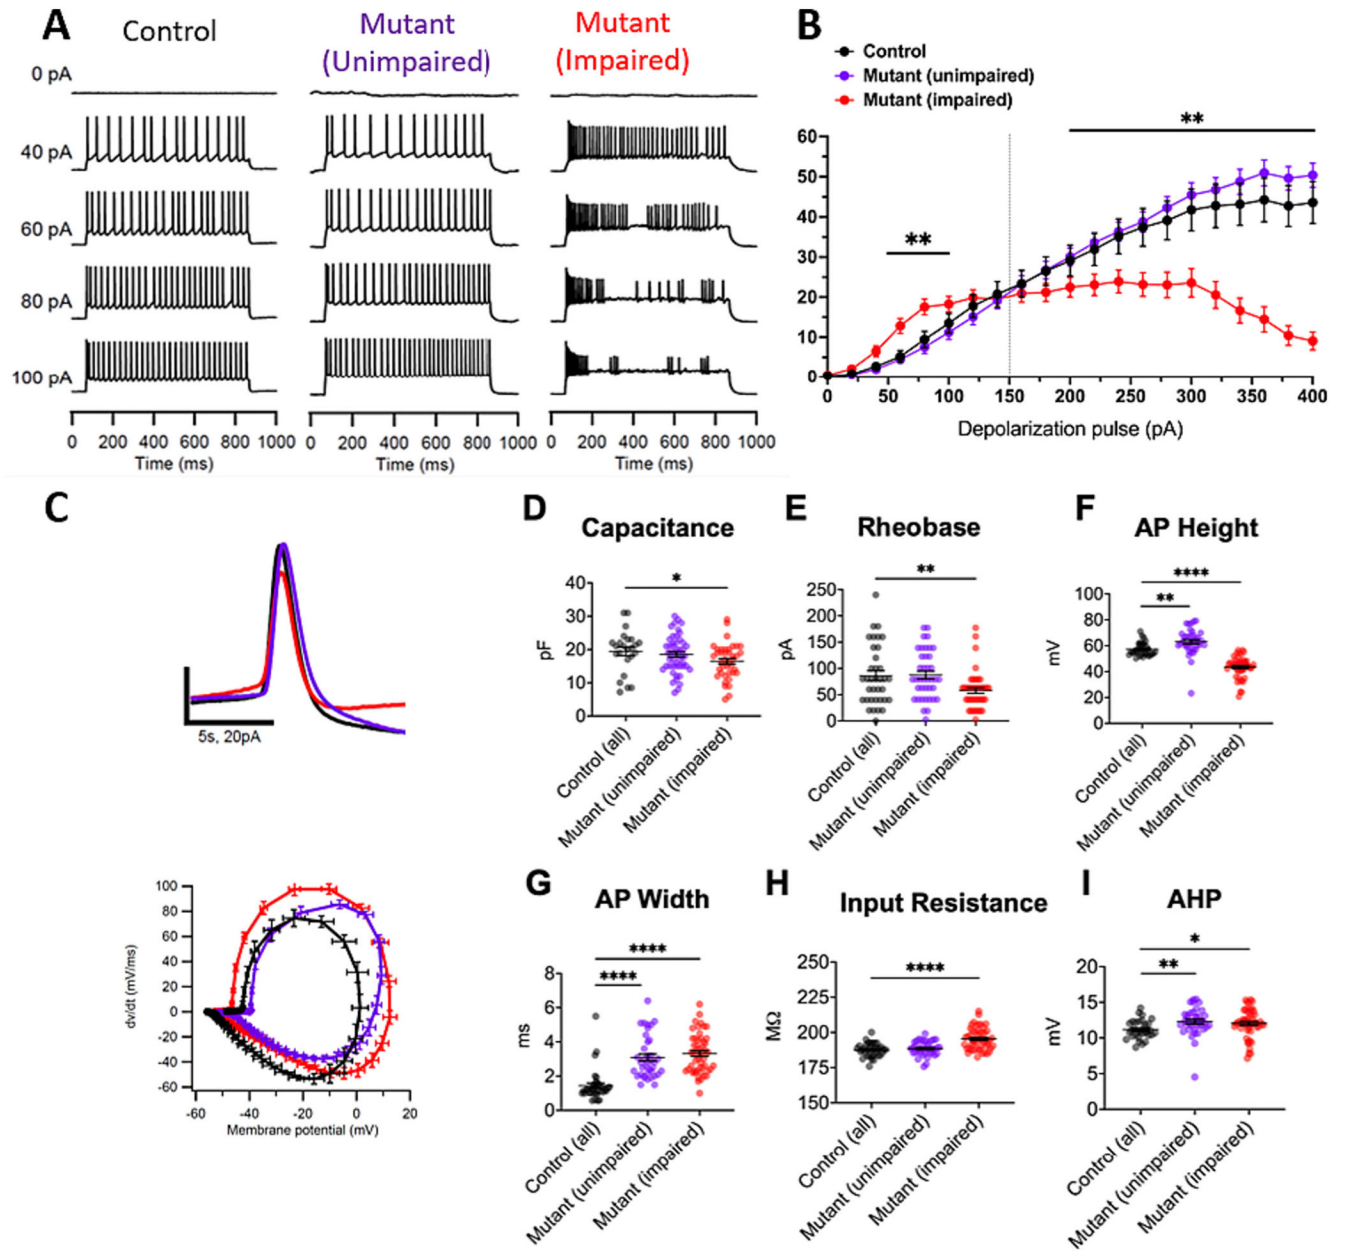 A
Control
Mutant
(Unimpaired)
Mutant
(Impaired)
0 pA
40 pA
60 pA
80 pA
100 pA
0 200 400 600 800 1000
Time (ms)
0 200 400 600 800 1000
Time (ms)
0 200 400 600 800 1000
Time (ms)
B
Control
Mutant (unimpaired)
Mutant (impaired)
**
**
60
50
40
30
20
10
0
0 50 100 150 200 250 300 350 400
Depolarization pulse (pA)
C
5s, 20pA
100
80
60
40
20
0
-20
-40
-60
dv/dt (mV/ms)
-60 -40 -20 0 20
Membrane potential (mV)
D
Capacitance
*
40
30
20
10
0
pF
Control (all)
Mutant (unimpaired)
Mutant (impaired)
E
Rheobase
**
250
200
150
100
50
0
pA
Control (all)
Mutant (unimpaired)
Mutant (impaired)
F
AP Height
****
**
100
80
60
40
20
0
mV
Control (all)
Mutant (unimpaired)
Mutant (impaired)
G
AP Width
****
****
8
6
4
2
0
ms
Control (all)
Mutant (unimpaired)
Mutant (impaired)
H
Input Resistance
****
250
225
200
175
150
MΩ
Control (all)
Mutant (unimpaired)
Mutant (impaired)
I
AHP
*
**
20
15
10
5
0
mV
Control (all)
Mutant (unimpaired)
Mutant (impaired)